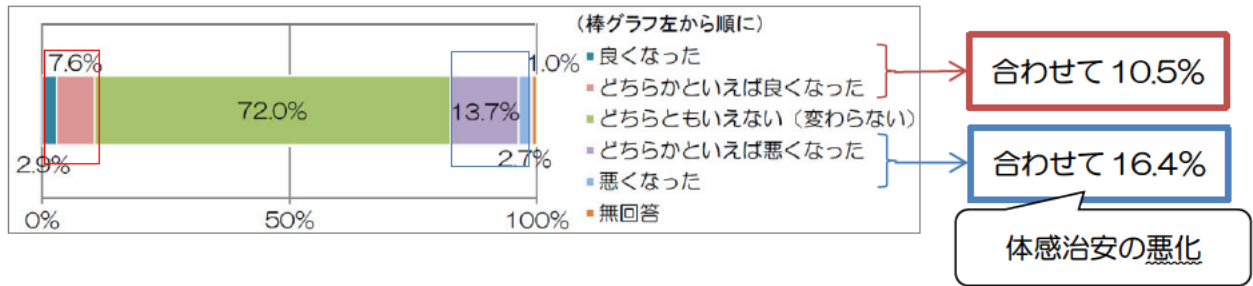 (棒グラフ左から順に)
7.6%
1.0%
72.0%
13.7%
2.9%
2.7%
0%
50%
100%
良くなった
どちらかといえば良くなった
どちらともいえない（変わらない）
どちらかといえば悪くなった
悪くなった
無回答
合わせて 10.5%
合わせて 16.4%
体感治安の悪化